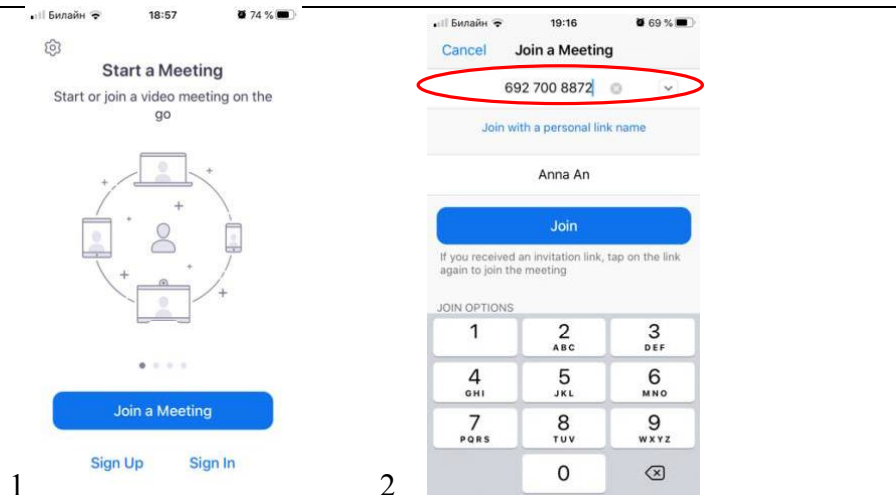 Билайн 18:57 74 %
Start a Meeting
Start or join a video meeting on the
go
Join a Meeting
Sign Up Sign In
1
Билайн 19:16 69 %
Cancel Join a Meeting
692 700 8872
Join with a personal link name
Anna An
Join
If you received an invitation link, tap on the link
again to join the meeting
JOIN OPTIONS
1 2 3
ABC DEF
4 5 6
GHI JKL MNO
7 8 9
PQRS TUV WXYZ
0
2